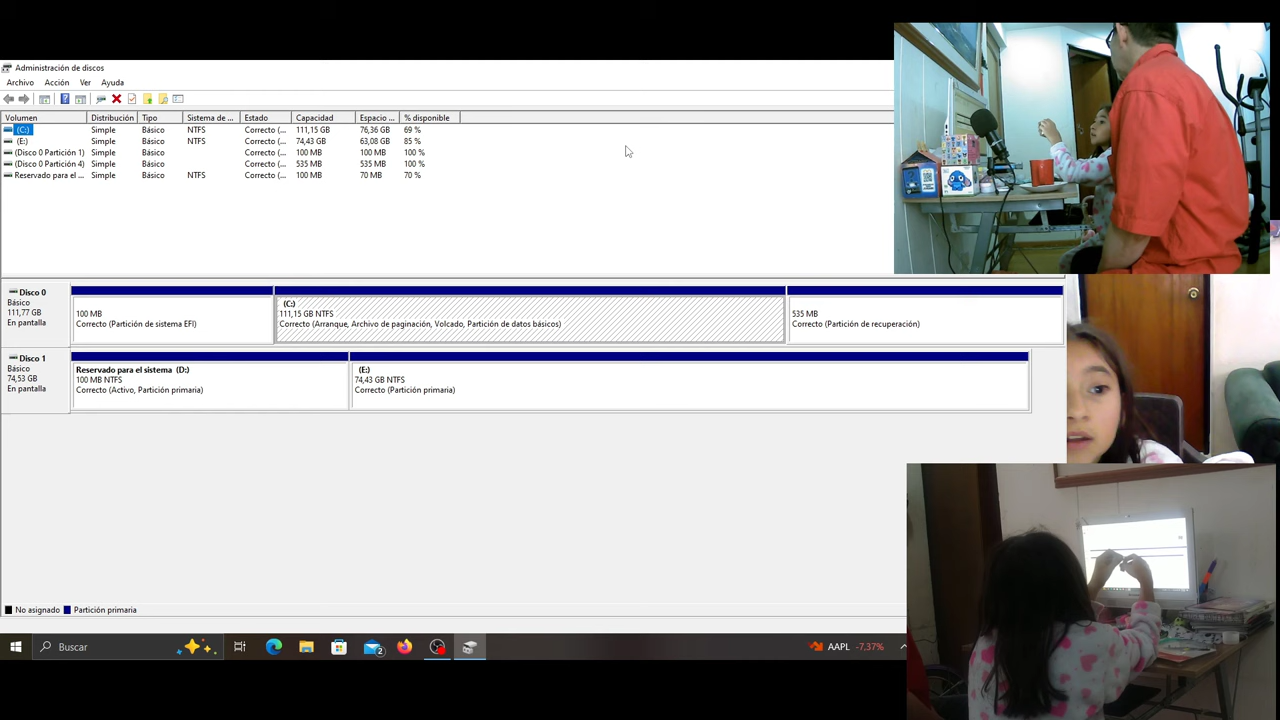 Administración de discos
Archivo Acción Ver Ayuda
Volumen Distribución Tipo Sistema de ... Estado Capacidad Espacio ... % disponible
(C:) Simple Básico NTFS Correcto (... 111,15 GB 76,36 GB 69 %
(E:) Simple Básico NTFS Correcto (... 74,43 GB 63,08 GB 85 %
(Disco 0 Partición 1) Simple Básico Correcto (... 100 MB 100 MB 100 %
(Disco 0 Partición 4) Simple Básico Correcto (... 535 MB 535 MB 100 %
Reservado para el ... Simple Básico NTFS Correcto (... 100 MB 70 MB 70 %
Disco 0
Básico
111,77 GB
En pantalla
100 MB
Correcto (Partición de sistema EFI)
(C:)
111,15 GB NTFS
Correcto (Arranque, Archivo de paginación, Volcado, Partición de datos básicos)
535 MB
Correcto (Partición de recuperación)
Disco 1
Básico
74,53 GB
En pantalla
Reservado para el sistema (D:)
100 MB NTFS
Correcto (Activo, Partición primaria)
(E:)
74,43 GB NTFS
Correcto (Partición primaria)
No asignado Partición primaria
Buscar
2
AAPL -7,37%